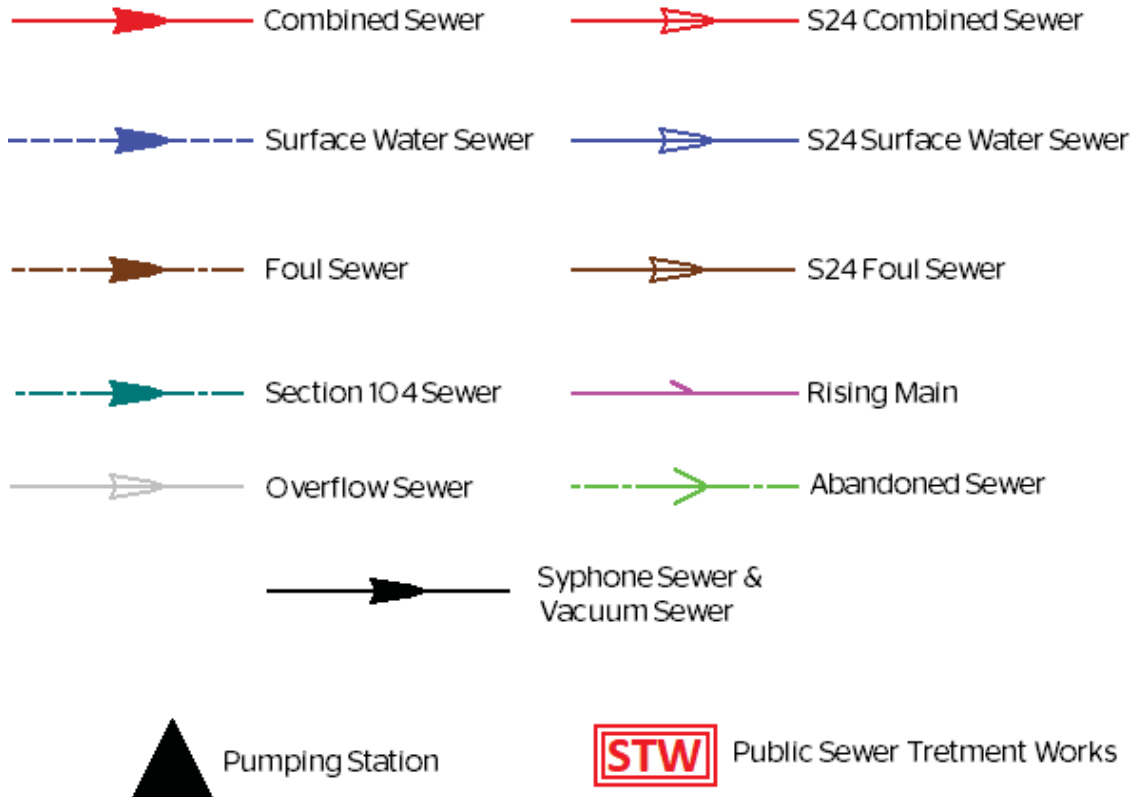 Combined Sewer
S24 Combined Sewer
Surface Water Sewer
S24 Surface Water Sewer
Foul Sewer
S24 Foul Sewer
Section 104 Sewer
Rising Main
Overflow Sewer
Abandoned Sewer
Syphone Sewer &
Vacuum Sewer
Pumping Station
STW
Public Sewer Tretment Works